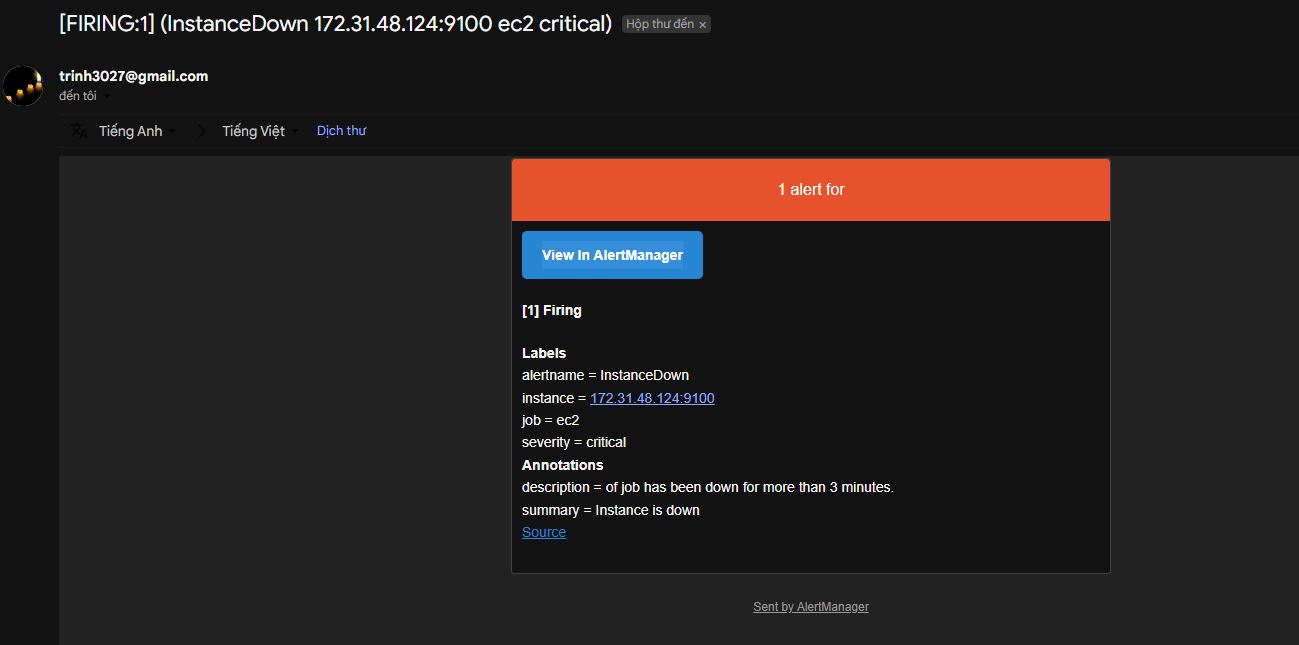 [FIRING:1] (InstanceDown 172.31.48.124:9100 ec2 critical) Hộp thư đến ×
trinh3027@gmail.com
đến tôi
Tiếng Anh > Tiếng Việt Dịch thư
1 alert for
View In AlertManager
[1] Firing
Labels
alertname = InstanceDown
instance = 172.31.48.124:9100
job = ec2
severity = critical
Annotations
description = of job has been down for more than 3 minutes.
summary = Instance is down
Source
Sent by AlertManager